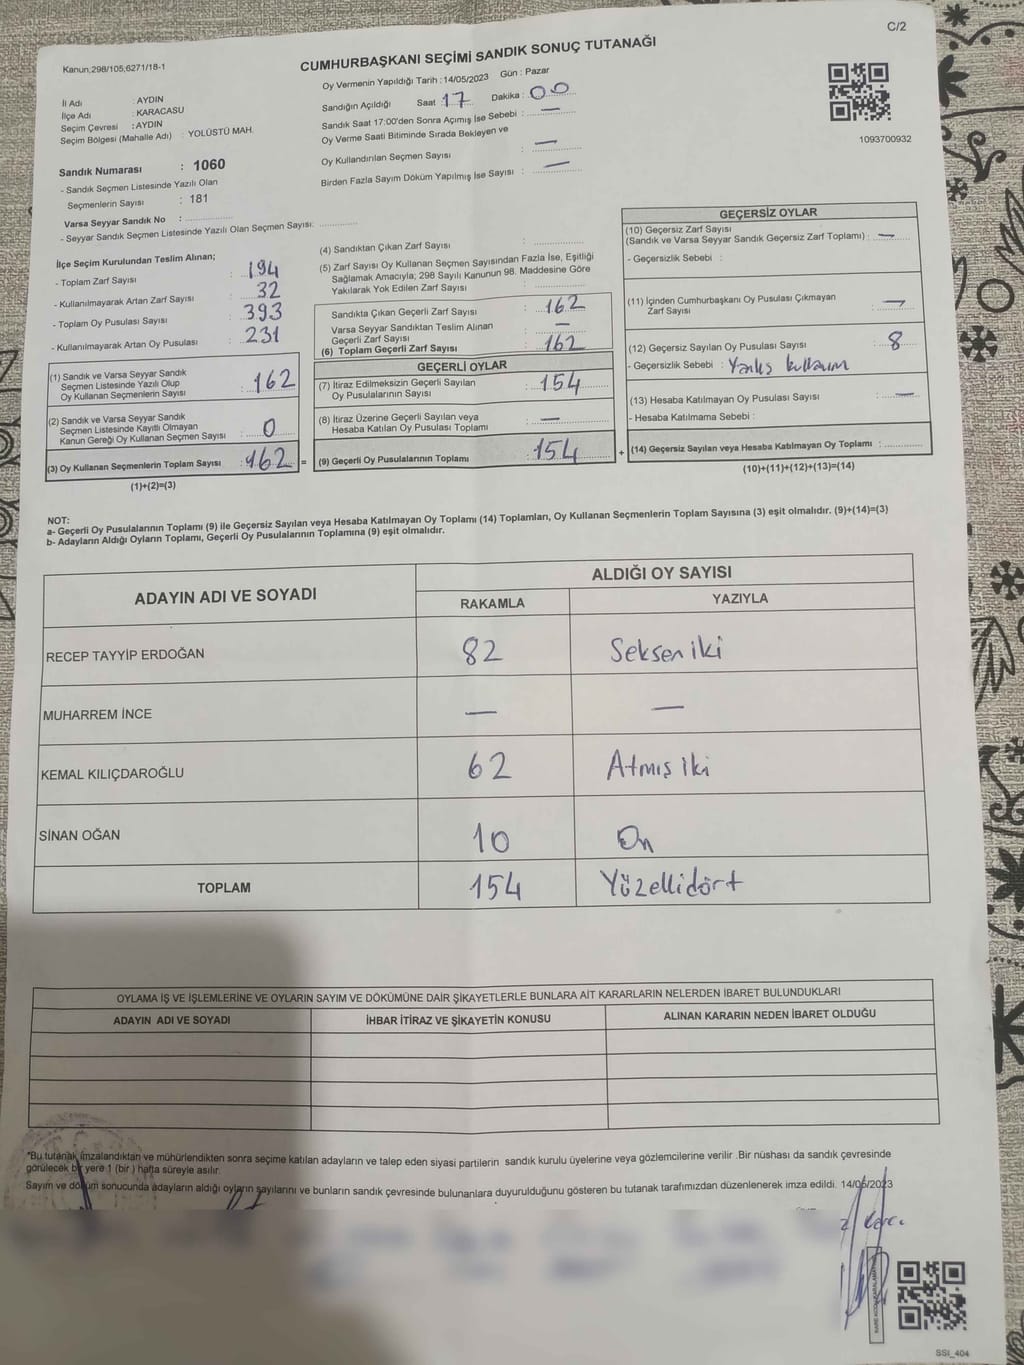 C/2
Kanun,298/105,6271/18-1
CUMHURBAŞKANI SEÇİMİ SANDIK SONUÇ TUTANAĞI
1093700932
İl Adı : AYDIN
İlçe Adı : KARACASU
Seçim Çevresi : AYDIN
Seçim Bölgesi (Mahalle Adı) : YOLÜSTÜ MAH.
Sandık Numarası : 1060
- Sandık Seçmen Listesinde Yazılı Olan
Seçmenlerin Sayısı : 181
Varsa Seyyar Sandık No :
- Seyyar Sandık Seçmen Listesinde Yazılı Olan Seçmen Sayısı:
Oy Vermenin Yapıldığı Tarih : 14/05/2023 Gün : Pazar
Sandığın Açıldığı Saat : 17 Dakika : 00
Sandık Saat 17:00'den Sonra Açımış İse Sebebi : —
Oy Verme Saati Bitiminde Sırada Bekleyen ve
Oy Kullandırılan Seçmen Sayısı : —
Birden Fazla Sayım Döküm Yapılmış İse Sayısı : —
İlçe Seçim Kurulundan Teslim Alınan;
- Toplam Zarf Sayısı : 194
- Kullanılmayarak Artan Zarf Sayısı : 32
- Toplam Oy Pusulası Sayısı : 393
- Kullanılmayarak Artan Oy Pusulası : 231
(1) Sandık ve Varsa Seyyar Sandık
Seçmen Listesinde Yazılı Olup
Oy Kullanan Seçmenlerin Sayısı : 162
(2) Sandık ve Varsa Seyyar Sandık
Seçmen Listesinde Kayıtlı Olmayan
Kanun Gereği Oy Kullanan Seçmen Sayısı : 0
(3) Oy Kullanan Seçmenlerin Toplam Sayısı : 162 =
(1)+(2)=(3)
(4) Sandıktan Çıkan Zarf Sayısı :
(5) Zarf Sayısı Oy Kullanan Seçmen Sayısından Fazla İse, Eşitliği
Sağlamak Amacıyla; 298 Sayılı Kanunun 98. Maddesine Göre
Yakılarak Yok Edilen Zarf Sayısı :
Sandıkta Çıkan Geçerli Zarf Sayısı : 162
Varsa Seyyar Sandıktan Teslim Alınan
Geçerli Zarf Sayısı : —
(6) Toplam Geçerli Zarf Sayısı : 162
GEÇERLİ OYLAR
(7) İtiraz Edilmeksizin Geçerli Sayılan
Oy Pusulalarının Sayısı : 154
(8) İtiraz Üzerine Geçerli Sayılan veya
Hesaba Katılan Oy Pusulası Toplamı : —
(9) Geçerli Oy Pusulalarının Toplamı : 154 +
GEÇERSİZ OYLAR
(10) Geçersiz Zarf Sayısı
(Sandık ve Varsa Seyyar Sandık Geçersiz Zarf Toplamı) : —
- Geçersizlik Sebebi :
(11) İçinden Cumhurbaşkanı Oy Pusulası Çıkmayan
Zarf Sayısı : —
(12) Geçersiz Sayılan Oy Pusulası Sayısı : 8
- Geçersizlik Sebebi : Yanlış kullanım
(13) Hesaba Katılmayan Oy Pusulası Sayısı : —
- Hesaba Katılmama Sebebi :
(14) Geçersiz Sayılan veya Hesaba Katılmayan Oy Toplamı :
(10)+(11)+(12)+(13)=(14)
NOT:
a- Geçerli Oy Pusulalarının Toplamı (9) ile Geçersiz Sayılan veya Hesaba Katılmayan Oy Toplamı (14) Toplamları, Oy Kullanan Seçmenlerin Toplam Sayısına (3) eşit olmalıdır. (9)+(14)=(3)
b- Adayların Aldığı Oyların Toplamı, Geçerli Oy Pusulalarının Toplamına (9) eşit olmalıdır.
ADAYIN ADI VE SOYADI ALDIĞI OY SAYISI
RAKAMLA YAZIYLA
RECEP TAYYİP ERDOĞAN 82 Seksen iki
MUHARREM İNCE — —
KEMAL KILIÇDAROĞLU 62 Atmış iki
SİNAN OĞAN 10 On
TOPLAM 154 Yüzellidört
OYLAMA İŞ VE İŞLEMLERİNE VE OYLARIN SAYIM VE DÖKÜMÜNE DAİR ŞİKAYETLERLE BUNLARA AİT KARARLARIN NELERDEN İBARET BULUNDUKLARI
ADAYIN ADI VE SOYADI İHBAR İTİRAZ VE ŞİKAYETİN KONUSU ALINAN KARARIN NEDEN İBARET OLDUĞU
"Bu tutanak imzalandıktan ve mühürlendikten sonra seçime katılan adayların ve talep eden siyasi partilerin sandık kurulu üyelerine veya gözlemcilerine verilir .Bir nüshası da sandık çevresinde
görülecek bir yere 1 (bir ) hafta süreyle asılır.
Sayım ve döküm sonucunda adayların aldığı oyların sayılarını ve bunların sandık çevresinde bulunanlara duyurulduğunu gösteren bu tutanak tarafımızdan düzenlenerek imza edildi. 14/05/2023
SSI_404